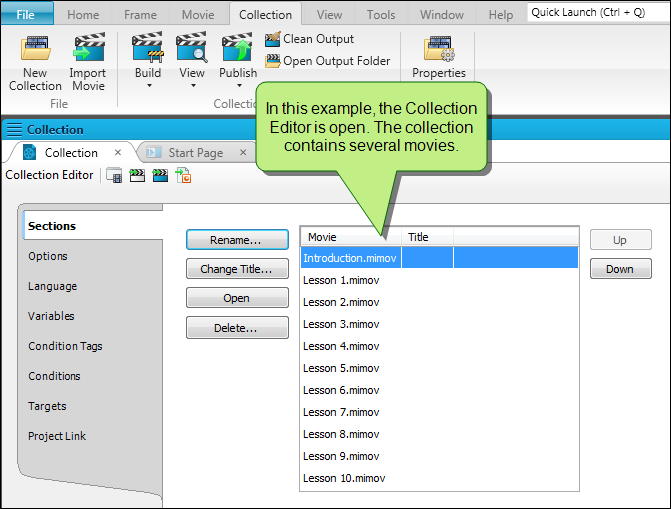 File Home Frame Movie Collection View Tools Window Help Quick Launch (Ctrl + Q)
New Collection
Import Movie
Build
View
Publish
Clean Output
Open Output Folder
Properties
File
In this example, the Collection
Editor is open. The collection
contains several movies.
Collection
Collection × Start Page ×
Collection Editor
Sections
Options
Language
Variables
Condition Tags
Conditions
Targets
Project Link
Rename...
Change Title...
Open
Delete...
Movie Title
Introduction.mimov
Lesson 1.mimov
Lesson 2.mimov
Lesson 3.mimov
Lesson 4.mimov
Lesson 5.mimov
Lesson 6.mimov
Lesson 7.mimov
Lesson 8.mimov
Lesson 9.mimov
Lesson 10.mimov
Up
Down